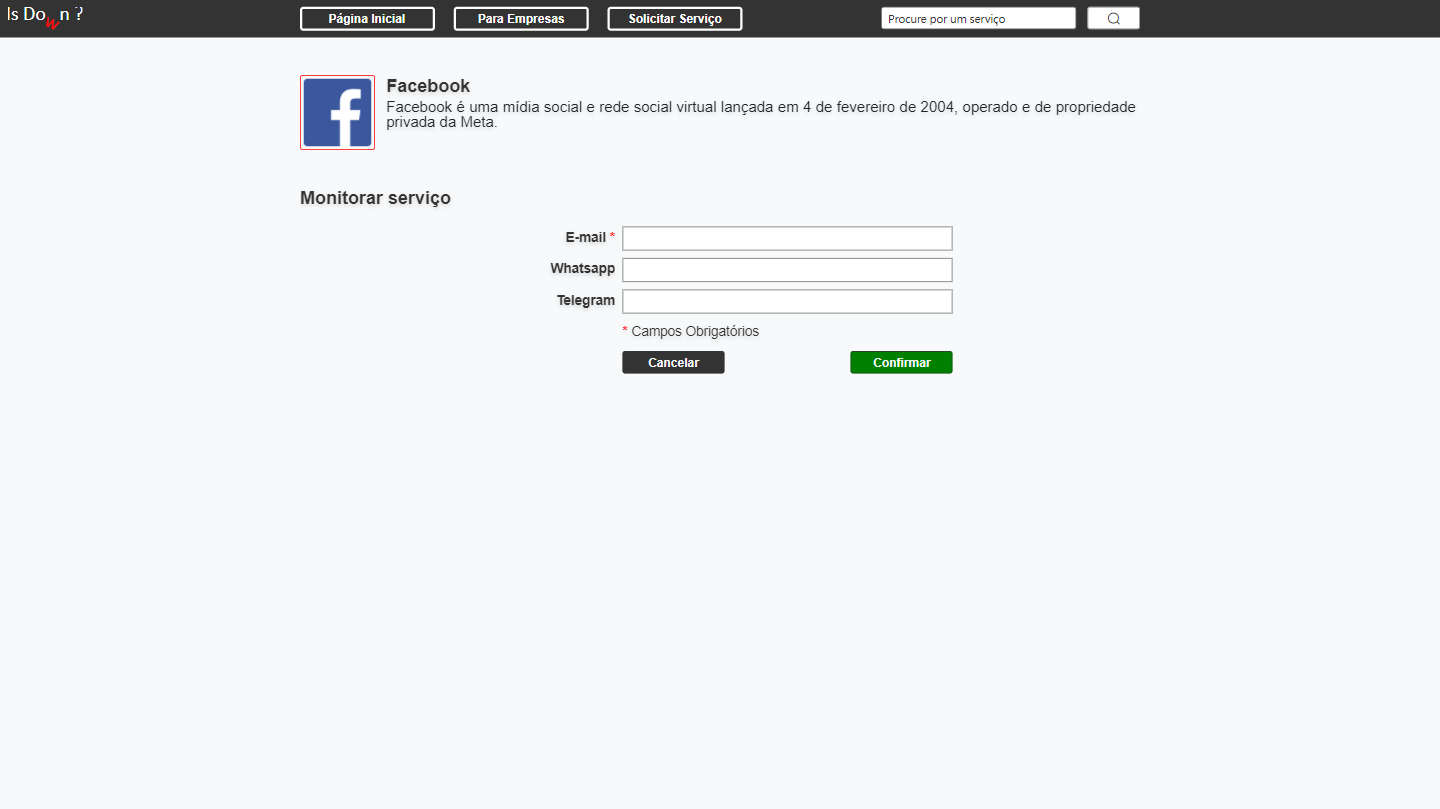 Is Down ?
Página Inicial
Para Empresas
Solicitar Serviço
Procure por um serviço
Facebook
Facebook é uma mídia social e rede social virtual lançada em 4 de fevereiro de 2004, operado e de propriedade
privada da Meta.
Monitorar serviço
E-mail *
Whatsapp
Telegram
* Campos Obrigatórios
Cancelar
Confirmar